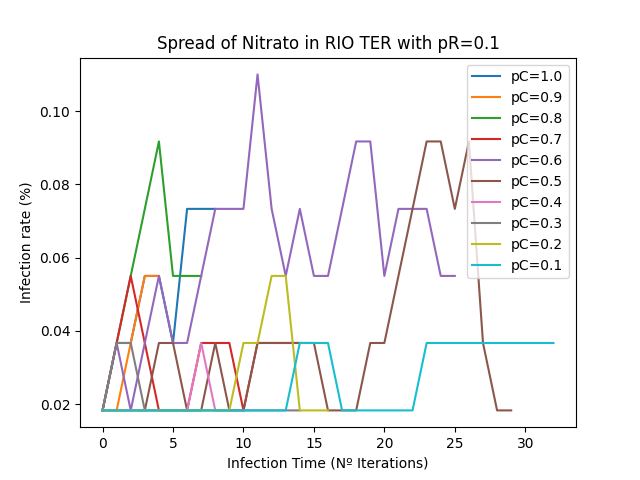 Spread of Nitrato in RIO TER with pR=0.1
Infection rate (%)
0.10
0.08
0.06
0.04
0.02
0
5
10
15
20
25
30
Infection Time (Nº Iterations)
pC=1.0
pC=0.9
pC=0.8
pC=0.7
pC=0.6
pC=0.5
pC=0.4
pC=0.3
pC=0.2
pC=0.1